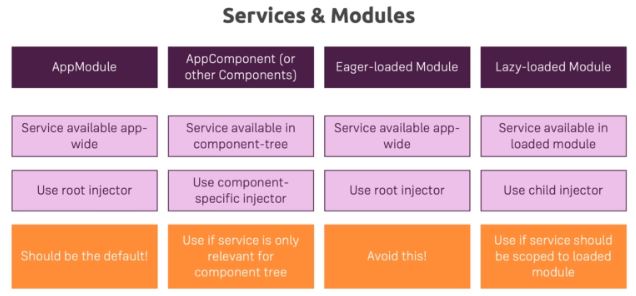 Services & Modules
AppModule
AppComponent (or
other Components)
Eager-loaded Module
Lazy-loaded Module
Service available app-
wide
Service available in
component-tree
Service available app-
wide
Service available in
loaded module
Use root injector
Use component-
specific injector
Use root injector
Use child injector
Should be the default!
Use if service is only
relevant for
component tree
Avoid this!
Use if service should
be scoped to loaded
module